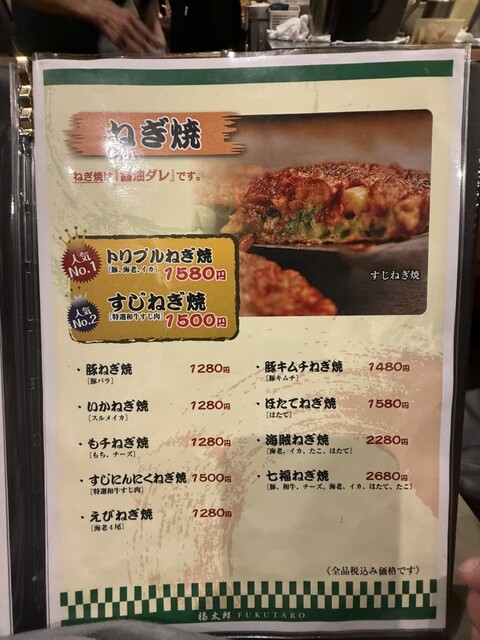 ねぎ焼
ねぎ焼は『醤油ダレ』です。
人気
No.1
トリプルねぎ焼
[豚、海老、イカ] 1580円
人気
No.2
すじねぎ焼
[特選和牛すじ肉] 1500円
すじねぎ焼
・豚ねぎ焼 1280円
[豚バラ]
・いかねぎ焼 1280円
[スルメイカ]
・もチねぎ焼 1280円
[もち、チーズ]
・すじにんにくねぎ焼 1500円
[特選和牛すじ肉]
・えびねぎ焼 1280円
[海老4尾]
・豚キムチねぎ焼 1480円
[豚キムチ]
・ほたてねぎ焼 1580円
[ほたて]
・海賊ねぎ焼 2280円
[海老、イカ、たこ、ほたて]
・七福ねぎ焼 2680円
[豚、和牛、チーズ、海老、イカ、ほたて、たこ]
《全品税込み価格です》
福太郎 FUKUTARO